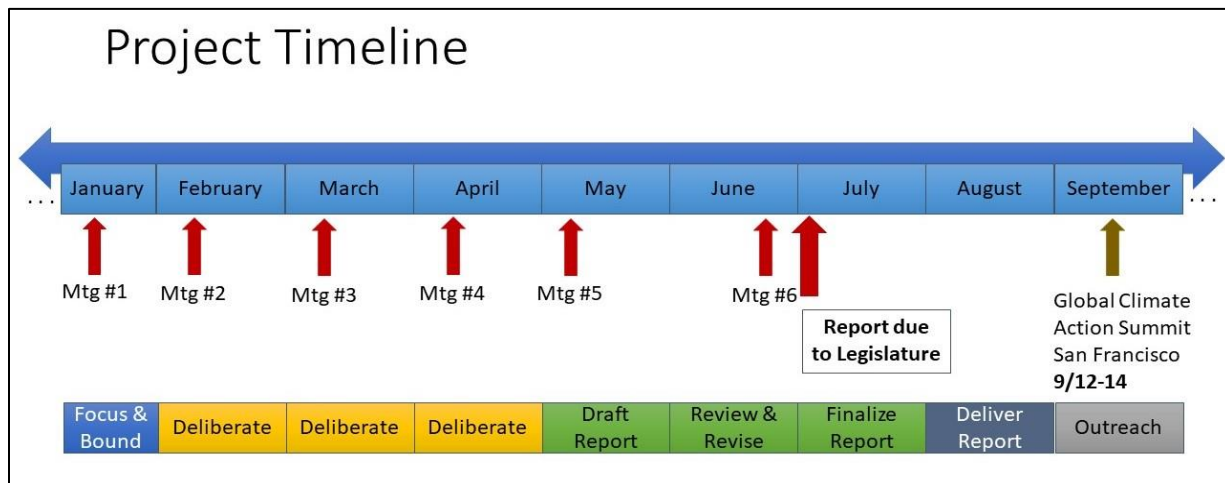 Project Timeline
January February March April May June July August September
. . . . . .
Mtg #1 Mtg #2 Mtg #3 Mtg #4 Mtg #5 Mtg #6
Report due
to Legislature
Global Climate
Action Summit
San Francisco
9/12-14
Focus &
Bound
Deliberate
Deliberate
Deliberate
Draft
Report
Review &
Revise
Finalize
Report
Deliver
Report
Outreach